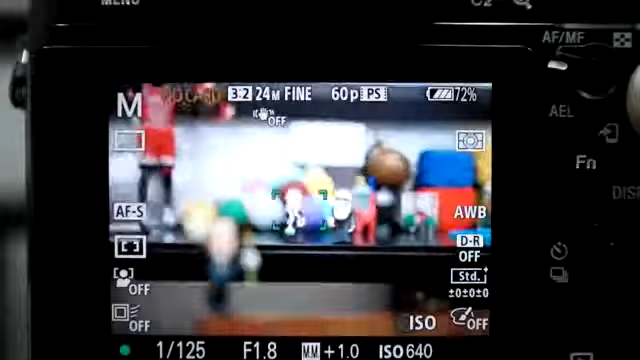 MENU
AF/MF
M NO CARD 3:2 24M FINE 60p PS 72%
OFF
AEL
Fn
DISP
AF-S
AWB
D-R
OFF
OFF
Std.
±0±0±0
OFF
ISO OFF
1/125 F1.8 M.M. +1.0 ISO 640